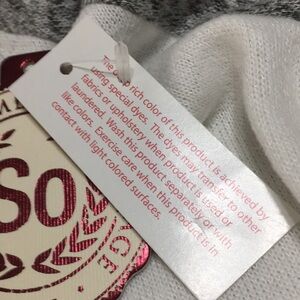 The deep rich color of this product is achieved by
using special dyes. The dyes may transfer to other
fabrics or upholstery when product is used or
laundered. Wash this product separately or with
like colors. Exercise care when this product is in
contact with light colored surfaces.
So